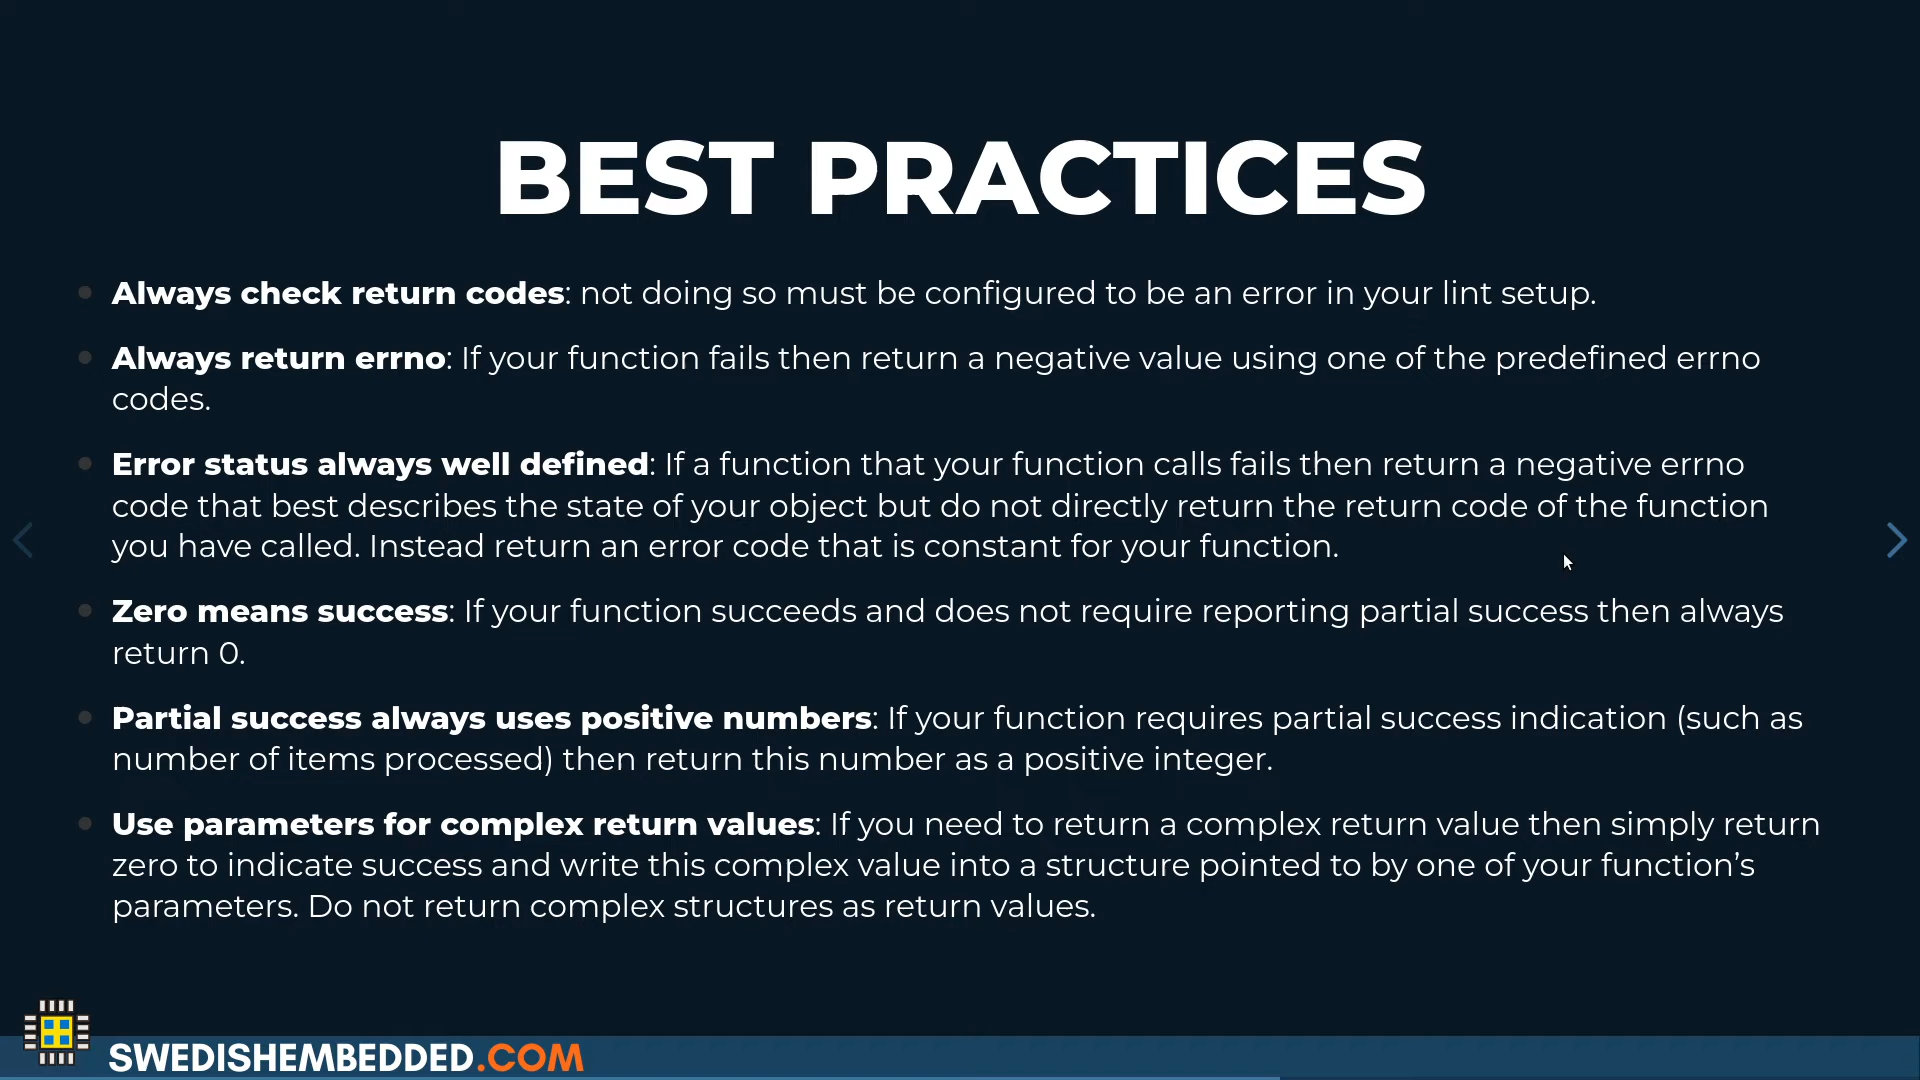 BEST PRACTICES
Always check return codes: not doing so must be configured to be an error in your lint setup.
Always return errno: If your function fails then return a negative value using one of the predefined errno
codes.
Error status always well defined: If a function that your function calls fails then return a negative errno
code that best describes the state of your object but do not directly return the return code of the function
you have called. Instead return an error code that is constant for your function.
Zero means success: If your function succeeds and does not require reporting partial success then always
return 0.
Partial success always uses positive numbers: If your function requires partial success indication (such as
number of items processed) then return this number as a positive integer.
Use parameters for complex return values: If you need to return a complex return value then simply return
zero to indicate success and write this complex value into a structure pointed to by one of your function’s
parameters. Do not return complex structures as return values.
SWEDISHEMBEDDED.COM